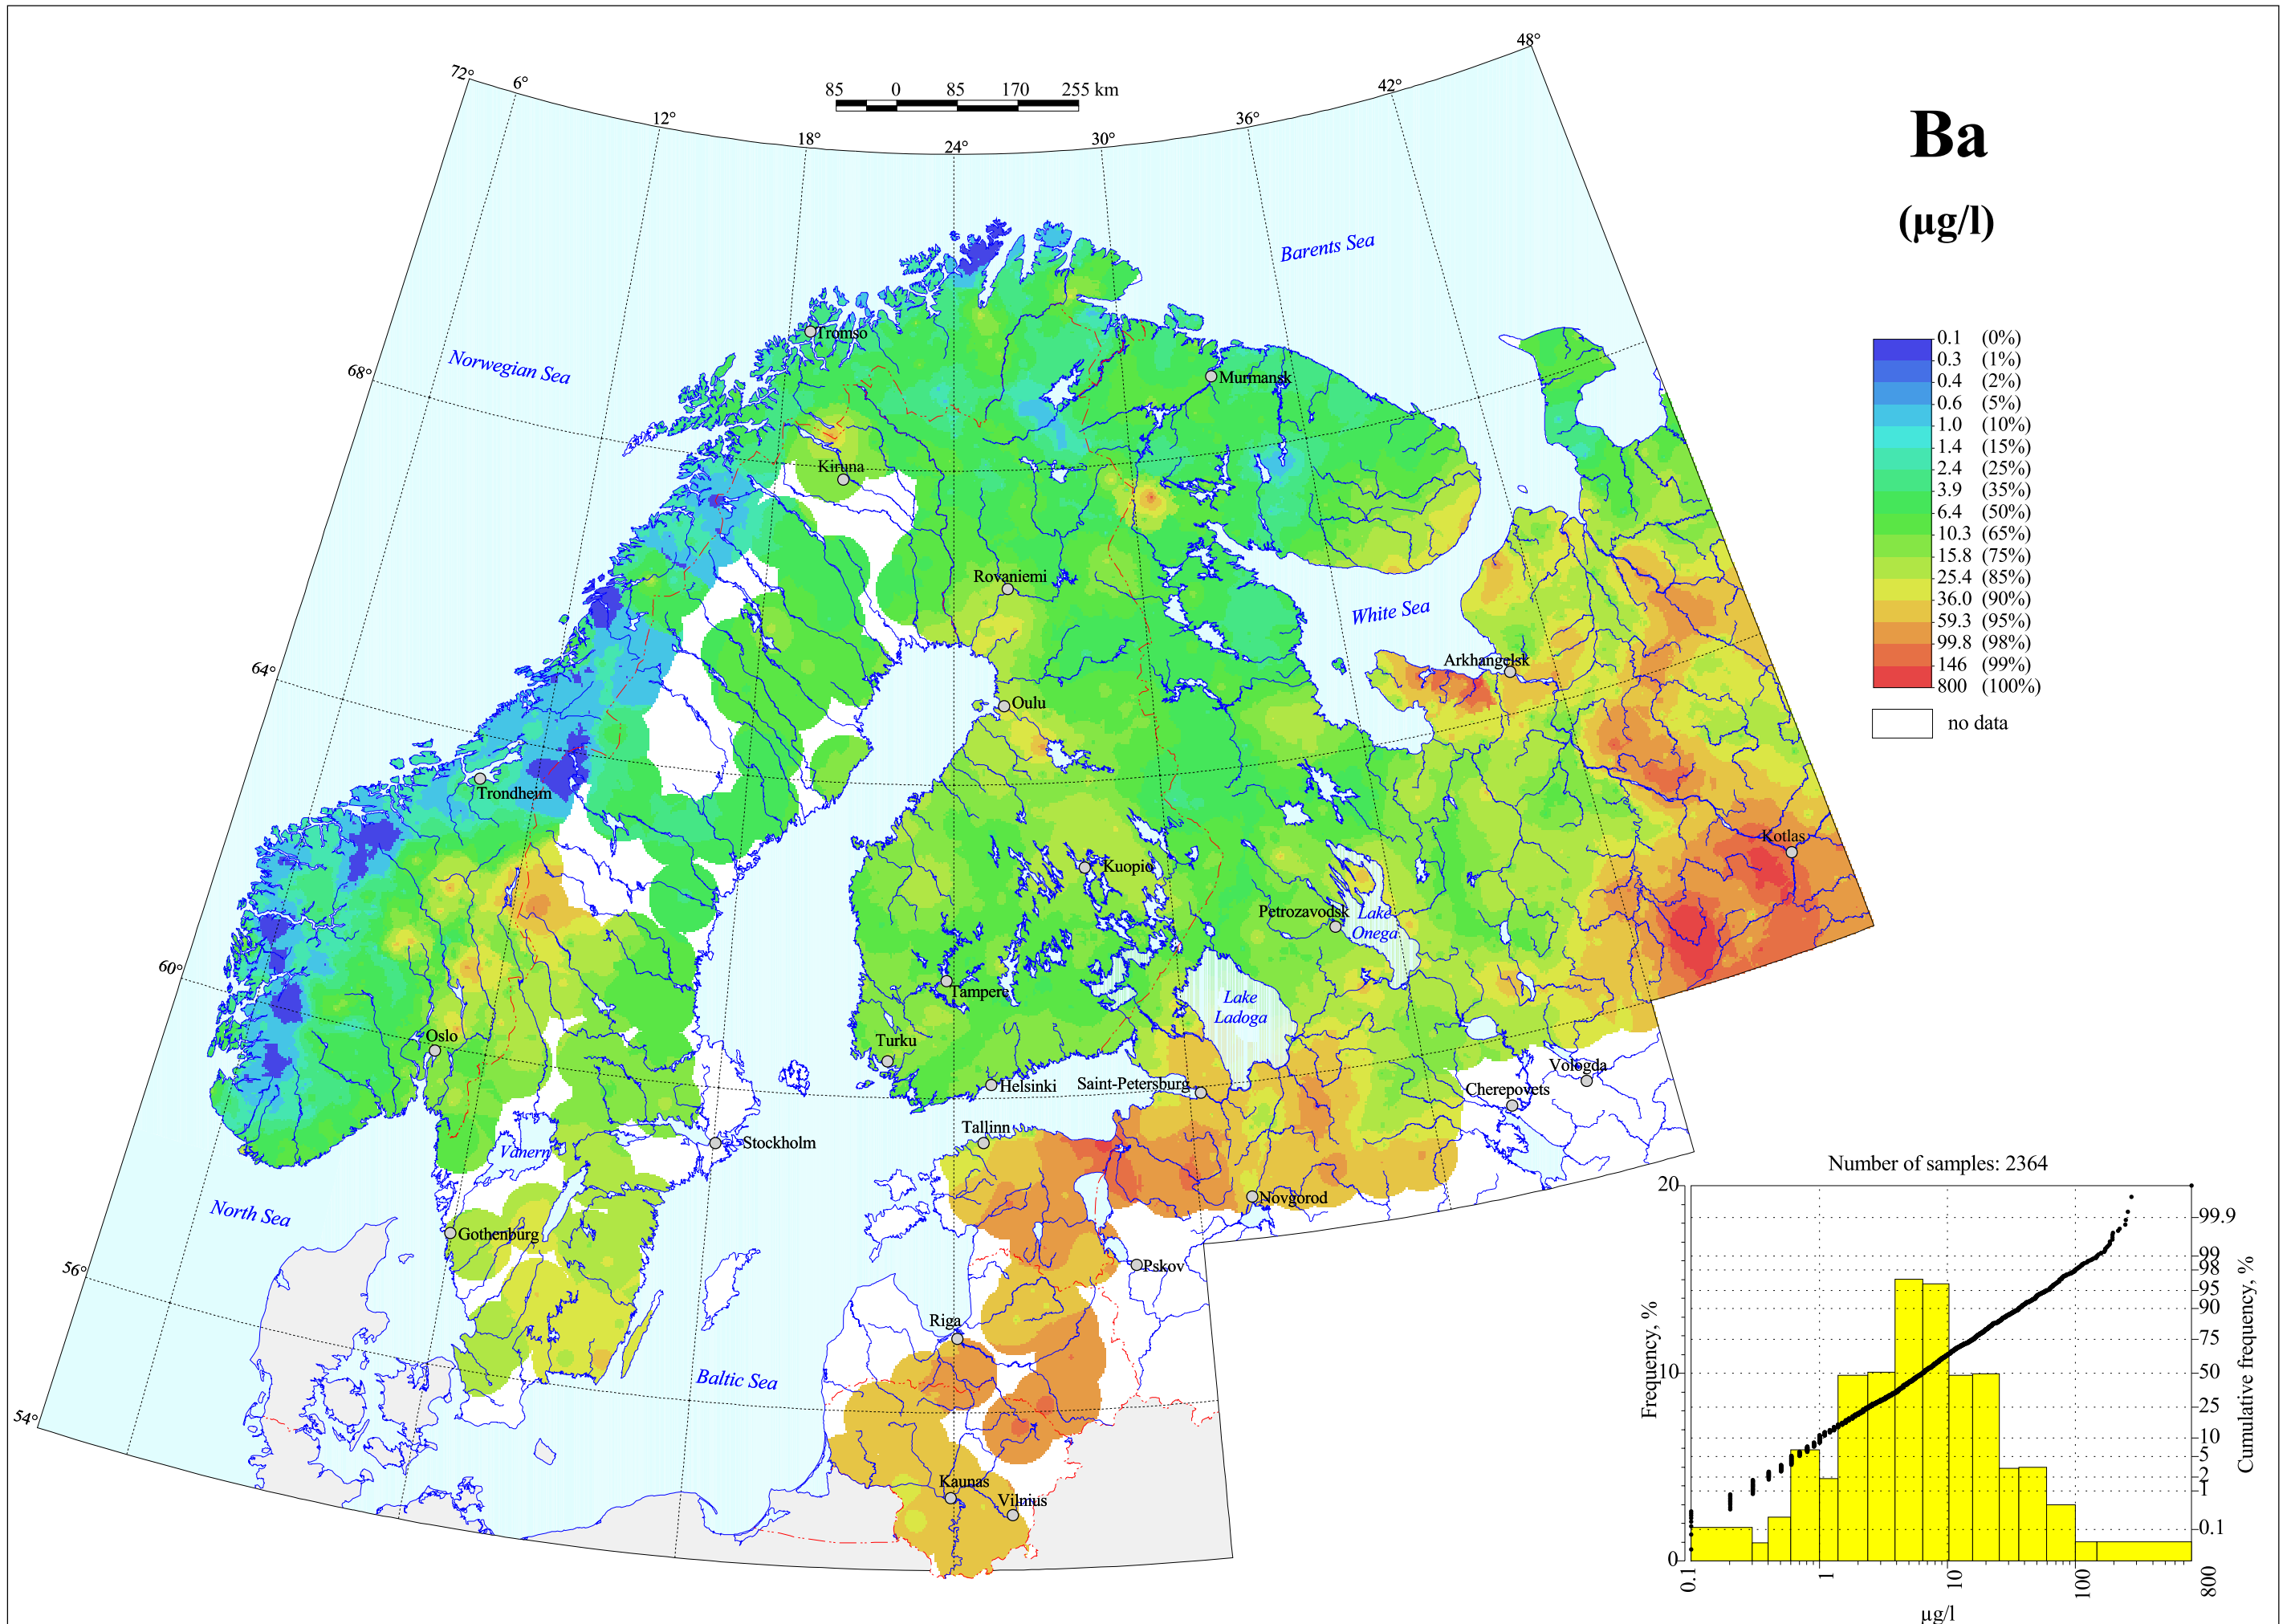 48°
72°
6°
42°
85 0 85 170 255 km
12°
36°
18°
30°
24°
Ba
(µg/l)
Barents Sea
Tromso
Norwegian Sea
68°
Murmansk
Kiruna
0.1 (0%)
0.3 (1%)
0.4 (2%)
0.6 (5%)
1.0 (10%)
1.4 (15%)
2.4 (25%)
3.9 (35%)
6.4 (50%)
10.3 (65%)
15.8 (75%)
25.4 (85%)
36.0 (90%)
59.3 (95%)
99.8 (98%)
146 (99%)
800 (100%)
no data
Rovaniemi
White Sea
64°
Arkhangelsk
Oulu
Trondheim
Kotlas
Kuopio
Petrozavodsk
Lake
Onega
60°
Tampere
Lake
Ladoga
Oslo
Turku
Helsinki
Saint-Petersburg
Vologda
Cherepovets
Tallinn
Stockholm
Vanern
Novgorod
North Sea
Gothenburg
Pskov
56°
Riga
Baltic Sea
54°
Kaunas
Vilnius
Number of samples: 2364
20
10
0
Frequency, %
99.9
99
98
95
90
75
50
25
10
5
2
1
0.1
Cumulative frequency, %
0.1 1 10 100 800
µg/l